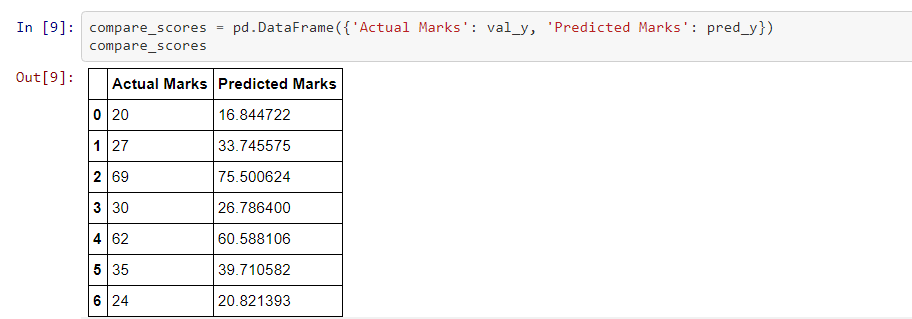 In [9]: compare_scores = pd.DataFrame({'Actual Marks': val_y, 'Predicted Marks': pred_y})
compare_scores
Out[9]:
Actual Marks Predicted Marks
0 20 16.844722
1 27 33.745575
2 69 75.500624
3 30 26.786400
4 62 60.588106
5 35 39.710582
6 24 20.821393